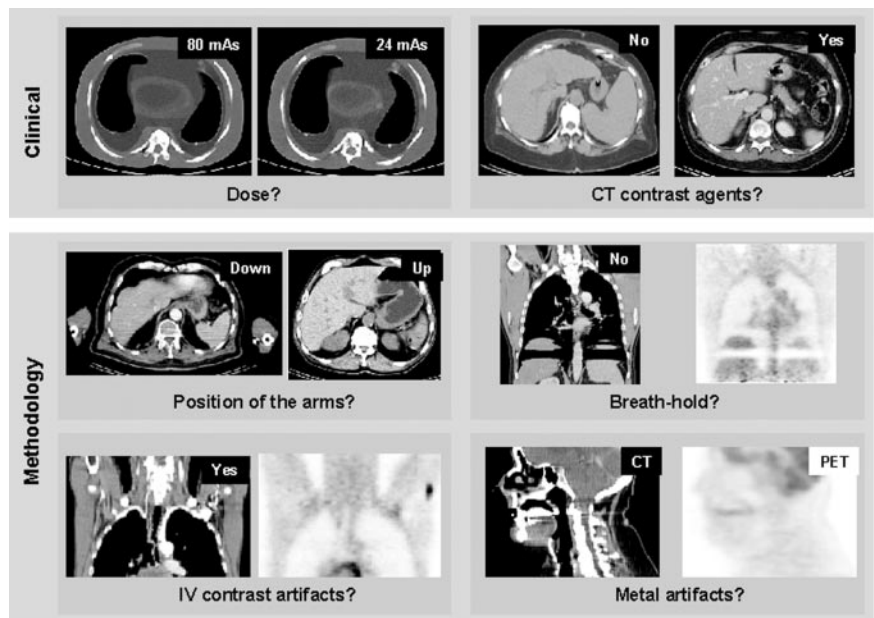 Clinical
80 mAs
24 mAs
Dose?
No
Yes
CT contrast agents?
Methodology
Down
Up
Position of the arms?
No
Breath-hold?
Yes
IV contrast artifacts?
CT
PET
Metal artifacts?